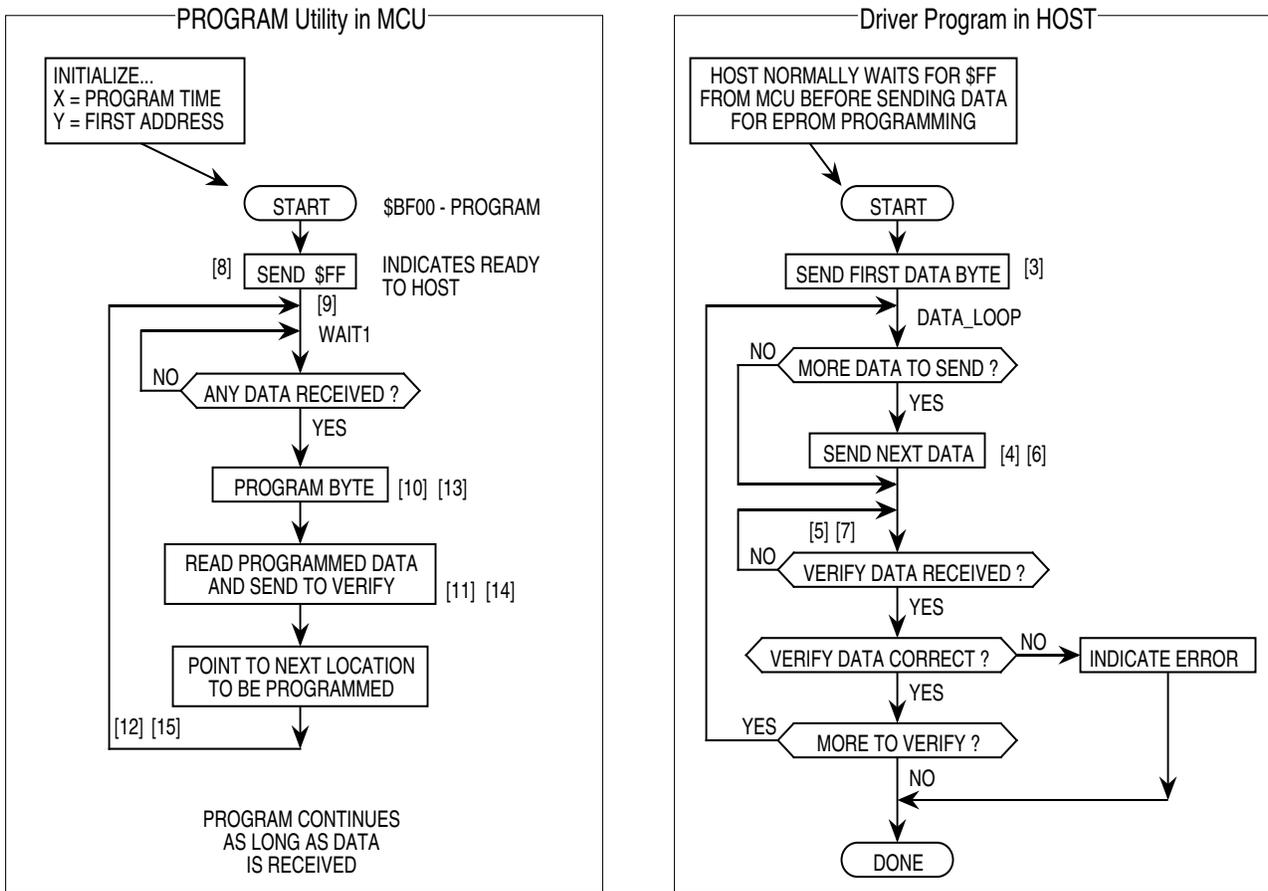 PROGRAM Utility in MCU
INITIALIZE...
X = PROGRAM TIME
Y = FIRST ADDRESS
START
$BF00 - PROGRAM
[8]
SEND $FF
INDICATES READY
TO HOST
[9]
WAIT1
NO
ANY DATA RECEIVED ?
YES
PROGRAM BYTE
[10] [13]
READ PROGRAMMED DATA
AND SEND TO VERIFY
[11] [14]
POINT TO NEXT LOCATION
TO BE PROGRAMMED
[12] [15]
PROGRAM CONTINUES
AS LONG AS DATA
IS RECEIVED
Driver Program in HOST
HOST NORMALLY WAITS FOR $FF
FROM MCU BEFORE SENDING DATA
FOR EPROM PROGRAMMING
START
SEND FIRST DATA BYTE
[3]
DATA_LOOP
NO
MORE DATA TO SEND ?
YES
SEND NEXT DATA
[4] [6]
[5] [7]
NO
VERIFY DATA RECEIVED ?
YES
VERIFY DATA CORRECT ?
NO
INDICATE ERROR
YES
YES
MORE TO VERIFY ?
NO
DONE